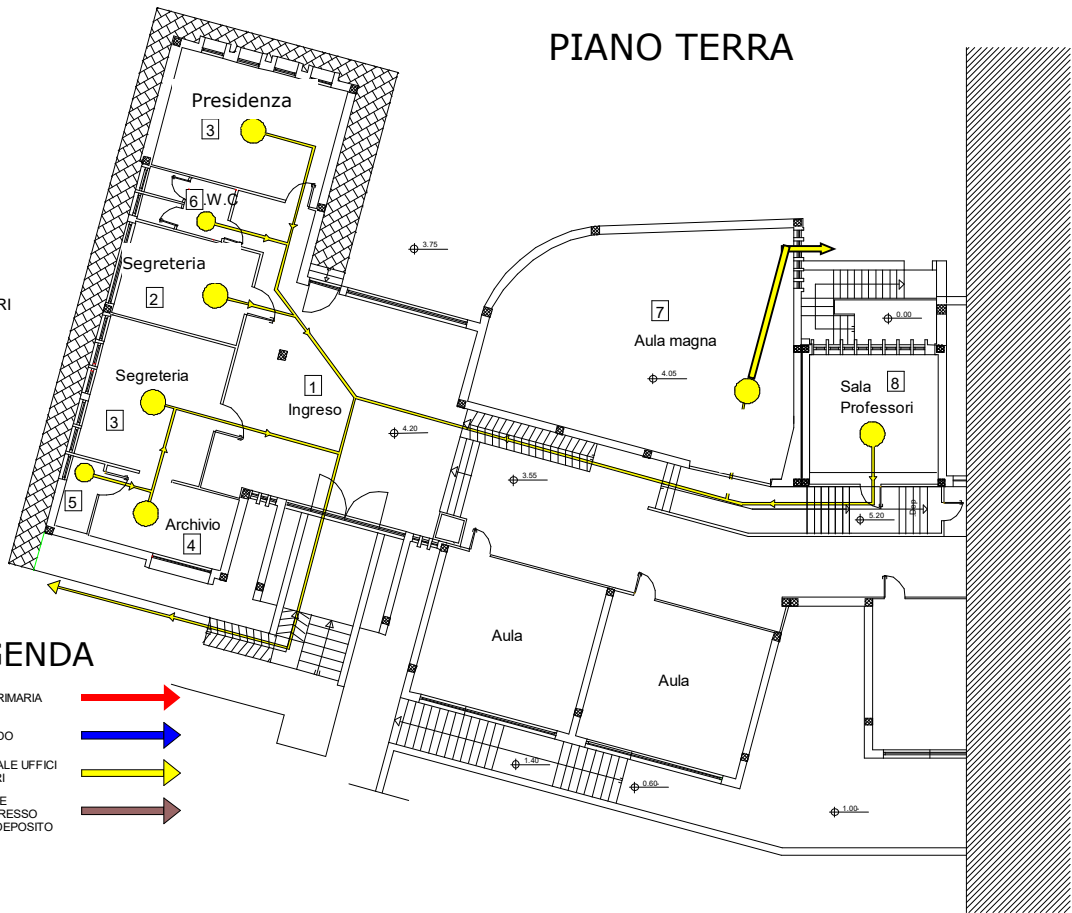 PIANO TERRA
Presidenza
3
6 .W.C
Segreteria
2
3.75
RI
7
Aula magna
4.05
0.00
Segreteria
3
1
Ingreso
8
Sala
Professori
4.20
3.55
5
Archivio
4
5.20
Dep
Aula
Aula
GENDA
RIMARIA
DO
ALE UFFICI
RI
E
RESSO
DEPOSITO
1.40
0.60
1.00